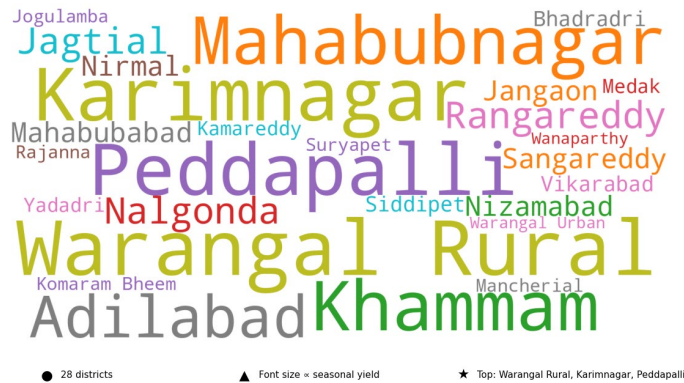 Jogulamba
Bhadradri
Mahabubnagar
Jagtial
Nirmal
Karimnagar
Jangaon
Medak
Rangareddy
Mahabubabad
Kamareddy
Wanaparthy
Suryapet
Rajanna
Peddapalli
Sangareddy
Vikarabad
Yadadri
Nalgonda
Siddipet
Nizamabad
Warangal Urban
Warangal Rural
Komaram Bheem
Mancherial
Adilabad
Khammam
28 districts
Font size ∝ seasonal yield
Top: Warangal Rural, Karimnagar, Peddapalli